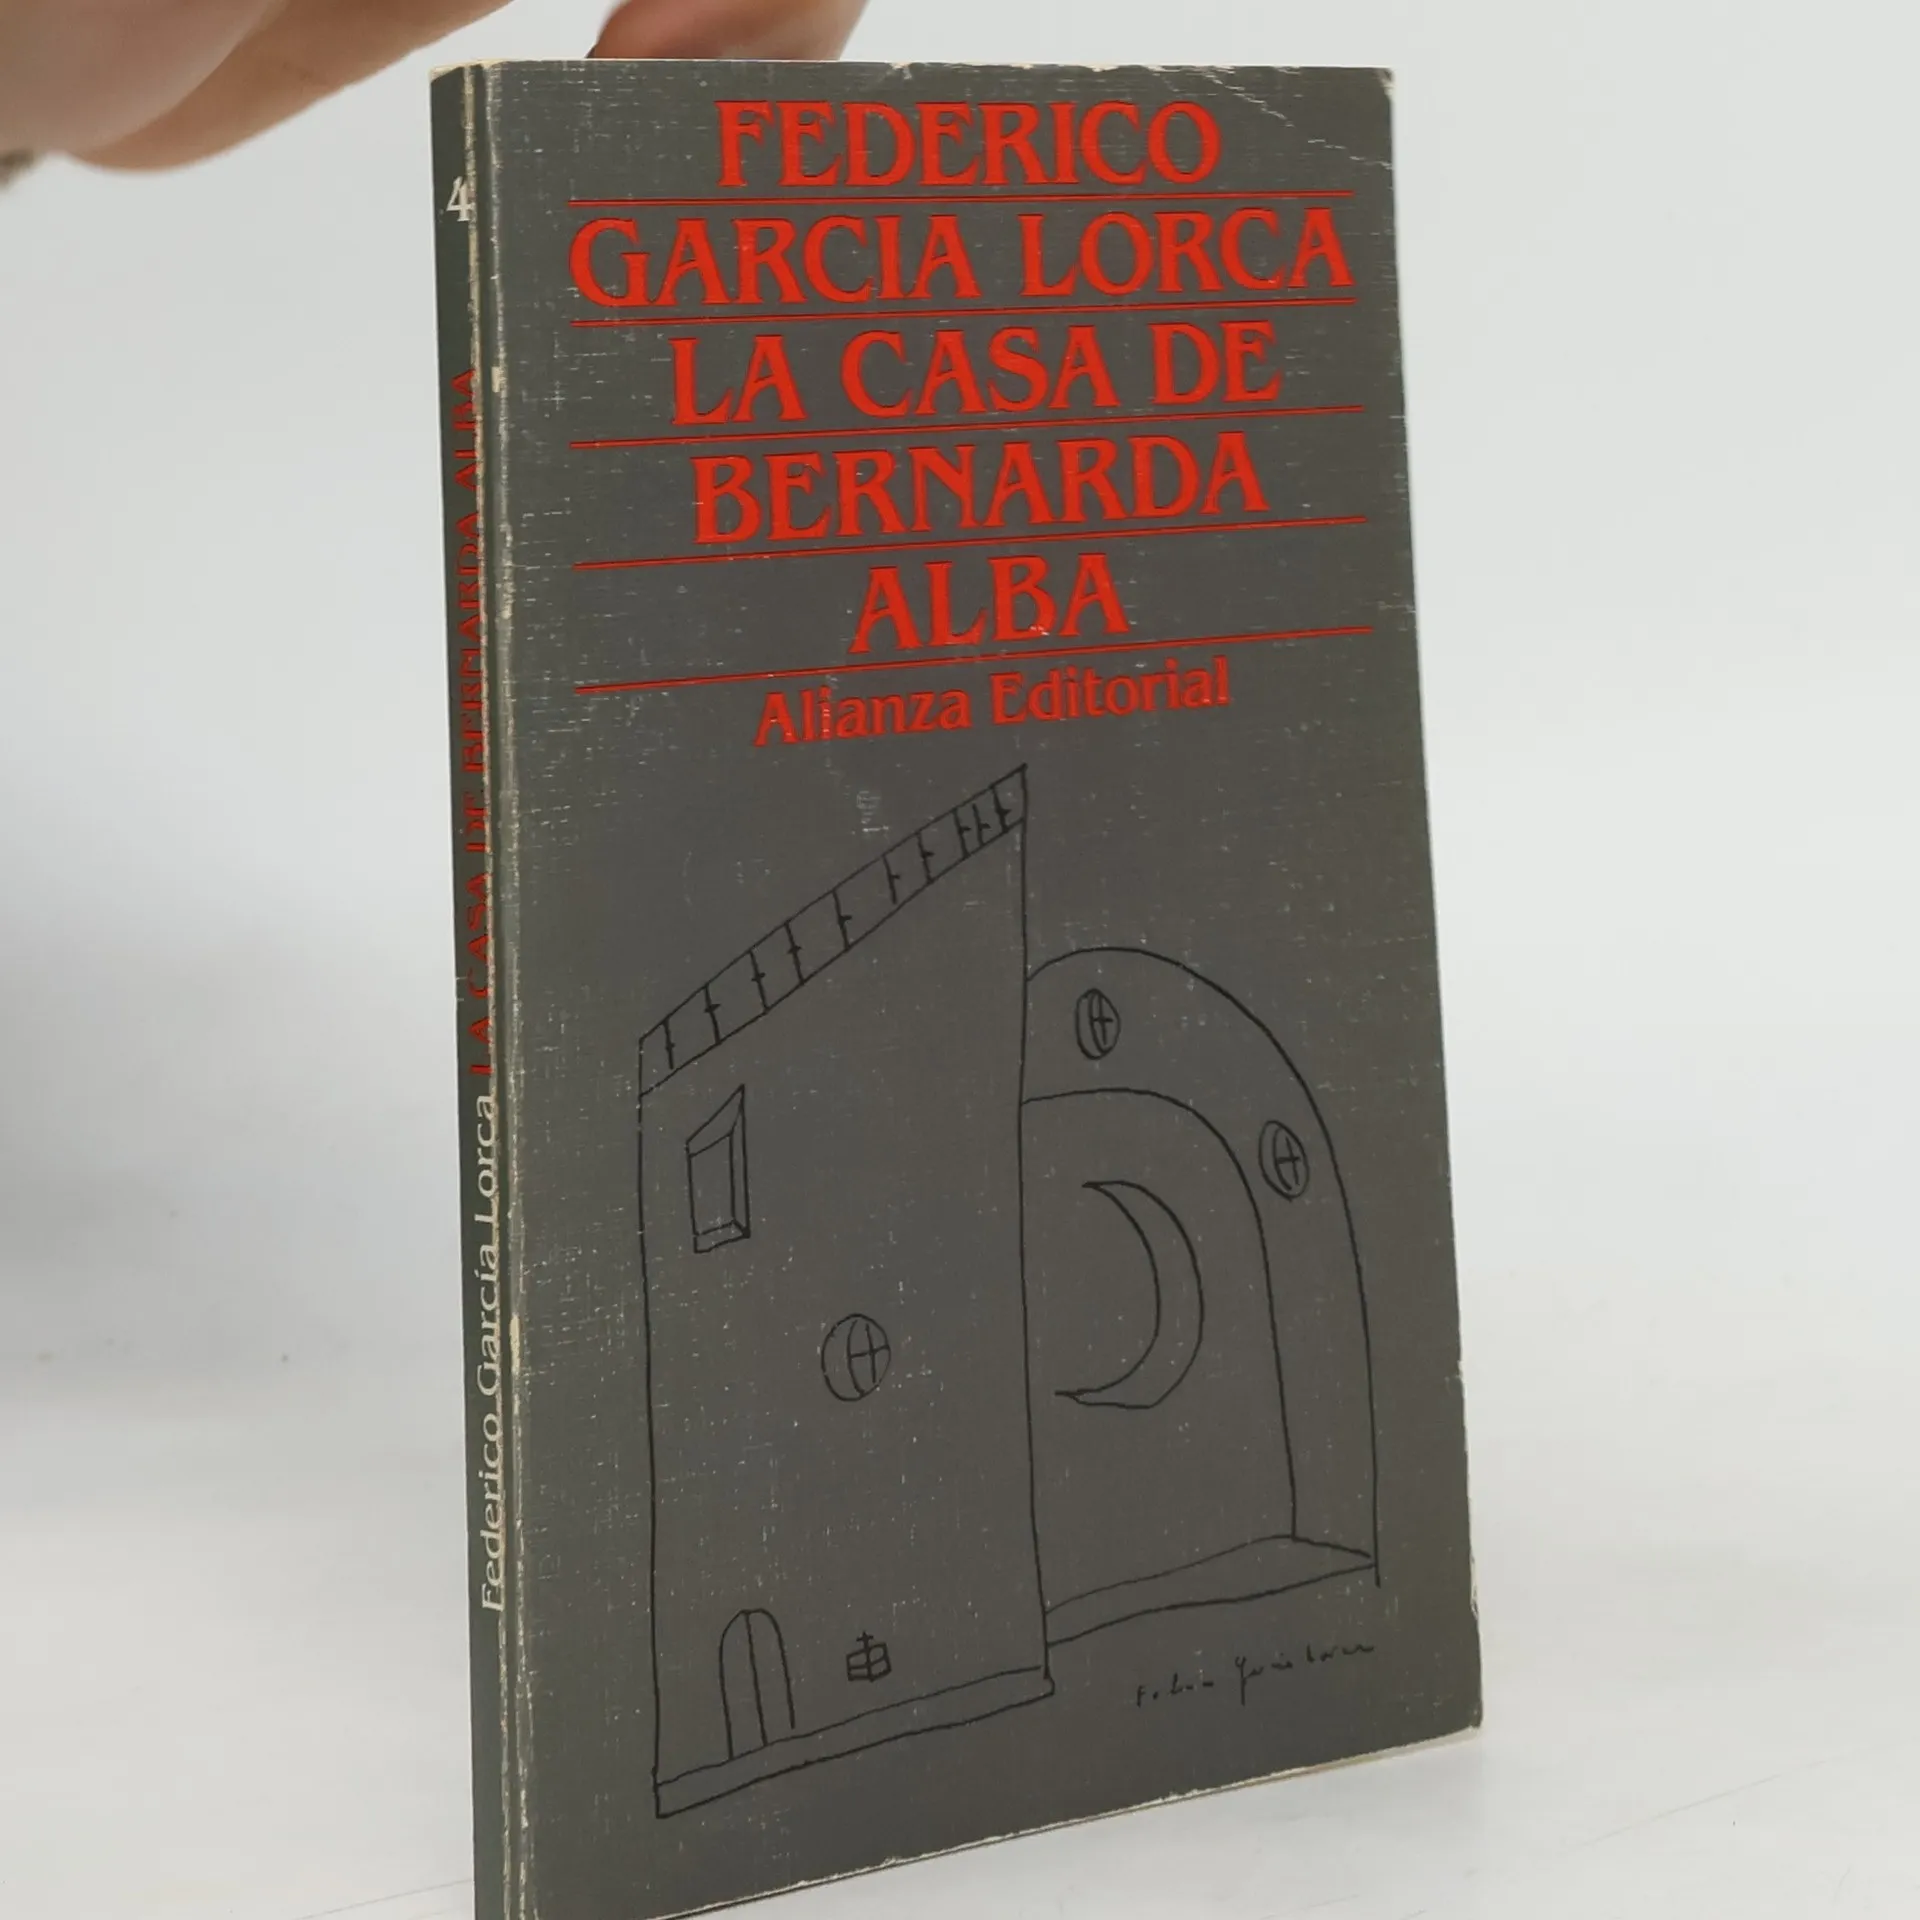 FEDERICO
GARCIA LORCA
LA CASA DE
BERNARDA
ALBA
Alianza Editorial
4
Federico García Lorca LA CASA DE BERNARDA ALBA